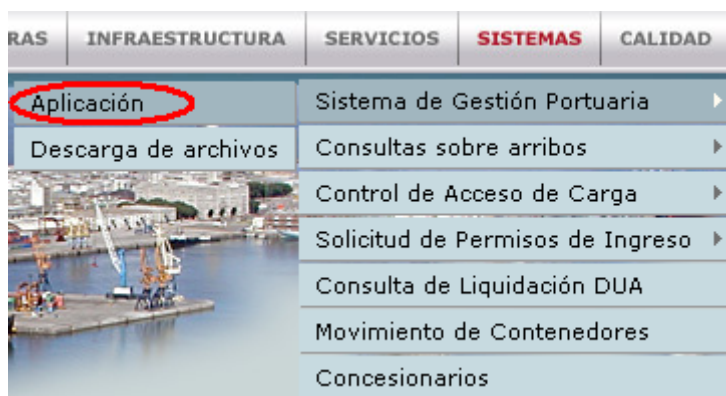 RAS INFRAESTRUCTURA SERVICIOS SISTEMAS CALIDAD
Aplicación
Descarga de archivos
Sistema de Gestión Portuaria
Consultas sobre arribos
Control de Acceso de Carga
Solicitud de Permisos de Ingreso
Consulta de Liquidación DUA
Movimiento de Contenedores
Concesionarios